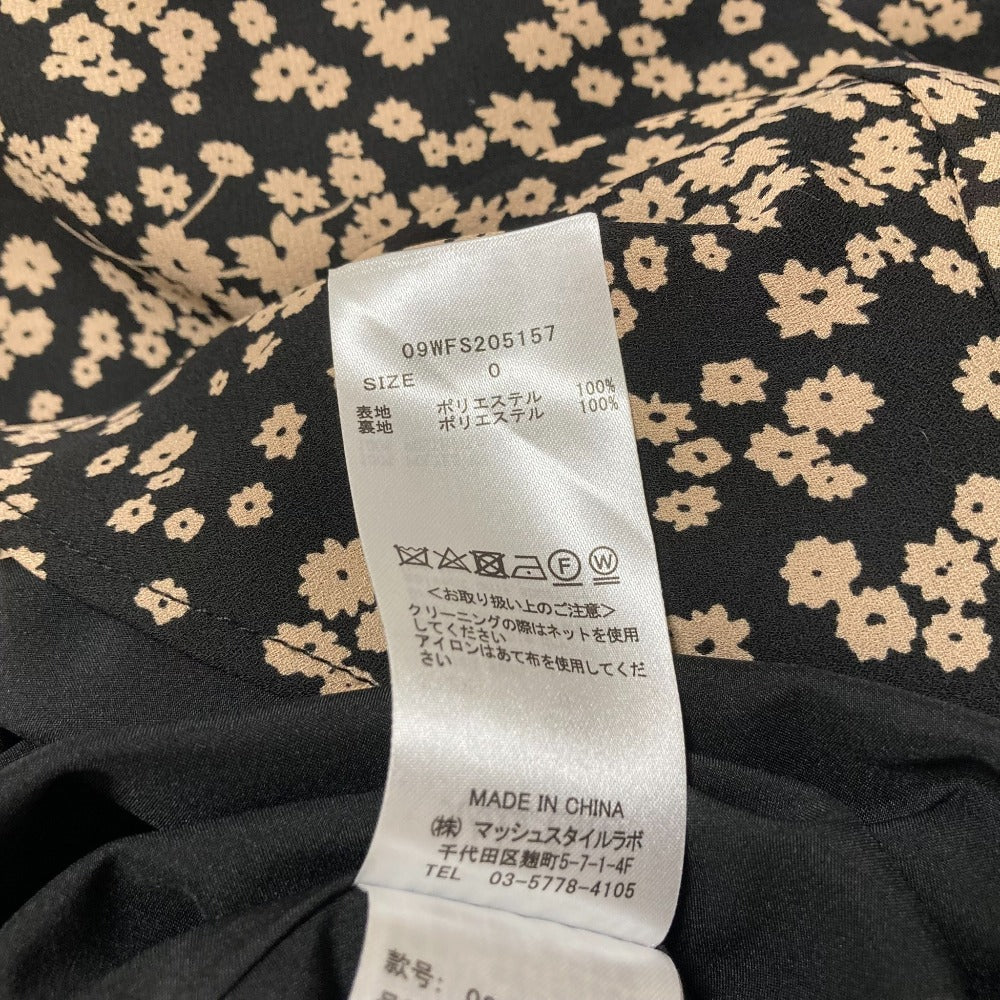 09WFS205157
SIZE 0
表地 ポリエステル 100%
裏地 ポリエステル 100%
F W
<お取り扱い上のご注意>
クリーニングの際はネットを使用
してください
アイロンはあて布を使用してくだ
さい
MADE IN CHINA
(株) マッシュスタイルラボ
千代田区麹町5-7-1-4F
TEL 03-5778-4105
款号: